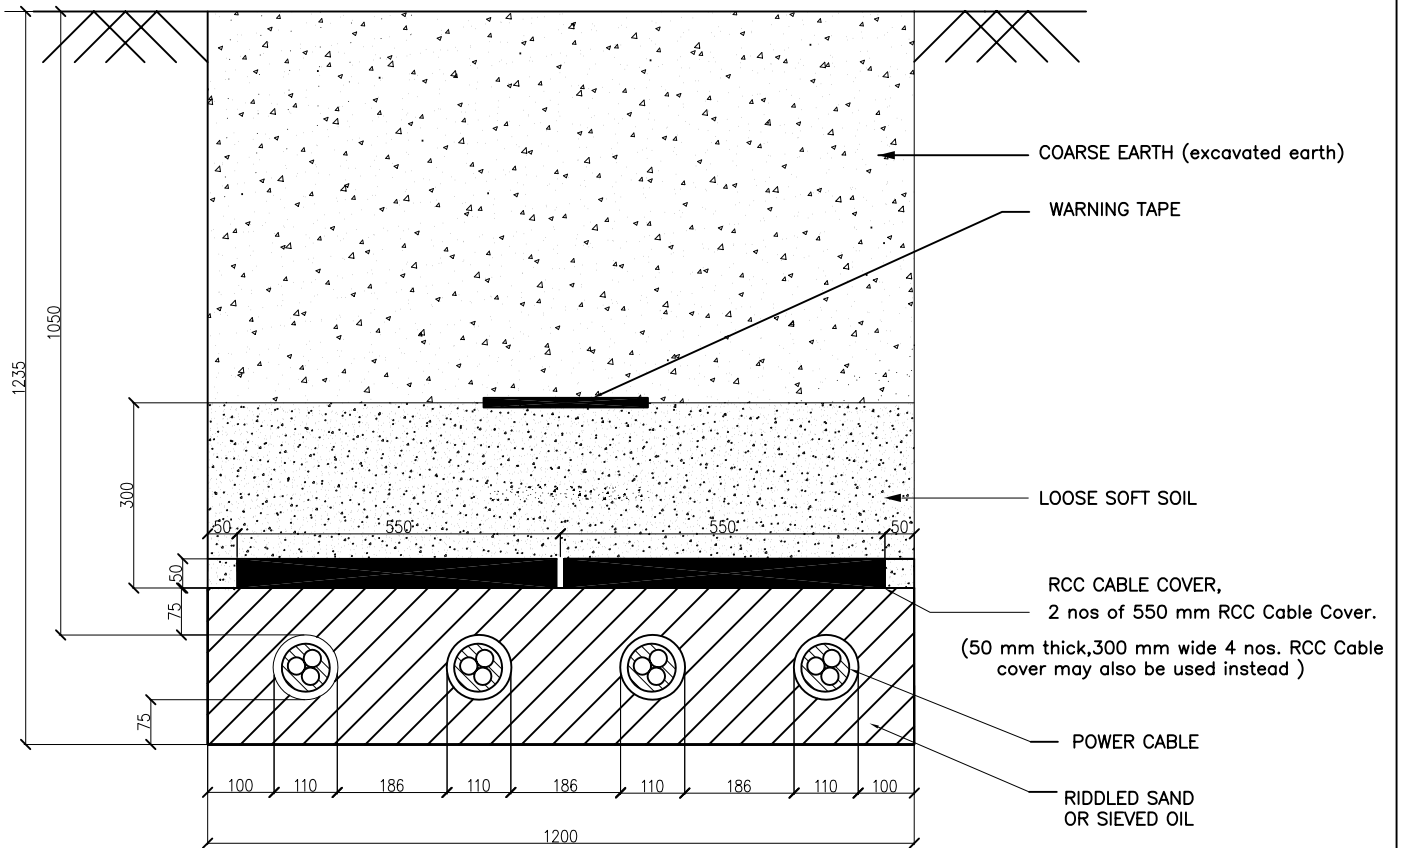 COARSE EARTH (excavated earth)
WARNING TAPE
1050
1235
300
LOOSE SOFT SOIL
50 550 550 50
50
RCC CABLE COVER,
75
2 nos of 550 mm RCC Cable Cover.
(50 mm thick,300 mm wide 4 nos. RCC Cable
cover may also be used instead )
75
POWER CABLE
100 110 186 110 186 110 186 110 100
RIDDLED SAND
OR SIEVED OIL
1200